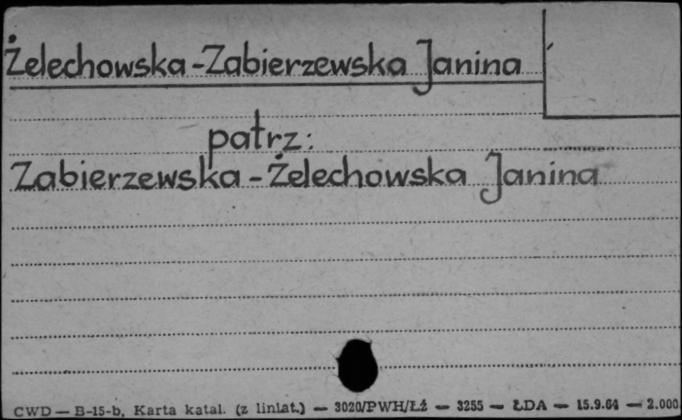 Żelechowska-Zabierzewska Janina
patrz:
Zabierzewska-Żelechowska Janina
CWD — B-15-b, Karta katal. (z liniat.) — 3020/PWH/Łż — 3255 — ŁDA — 15.9.64 — 2.000